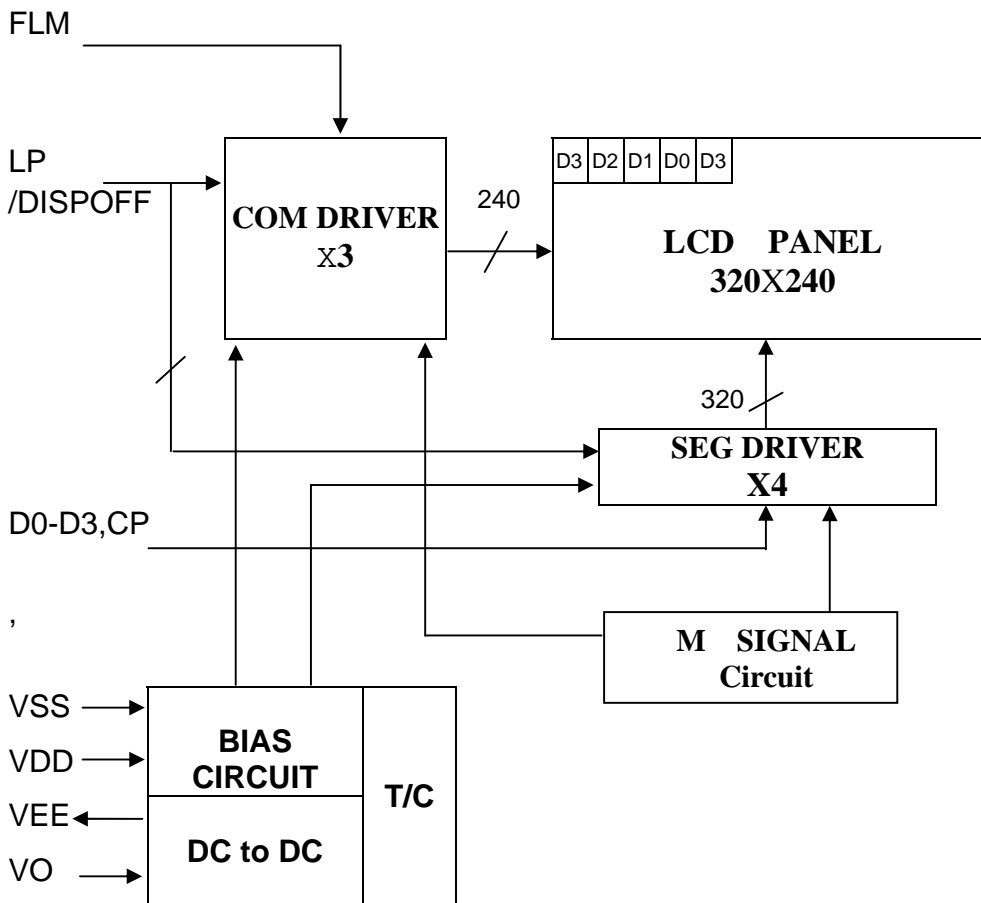 FLM
LP
/DISPOFF
COM DRIVER
X3
240
D3 D2 D1 D0 D3
LCD PANEL
320X240
320
SEG DRIVER
X4
D0-D3,CP
,
M SIGNAL
Circuit
VSS
VDD
VEE
VO
BIAS
CIRCUIT
DC to DC
T/C